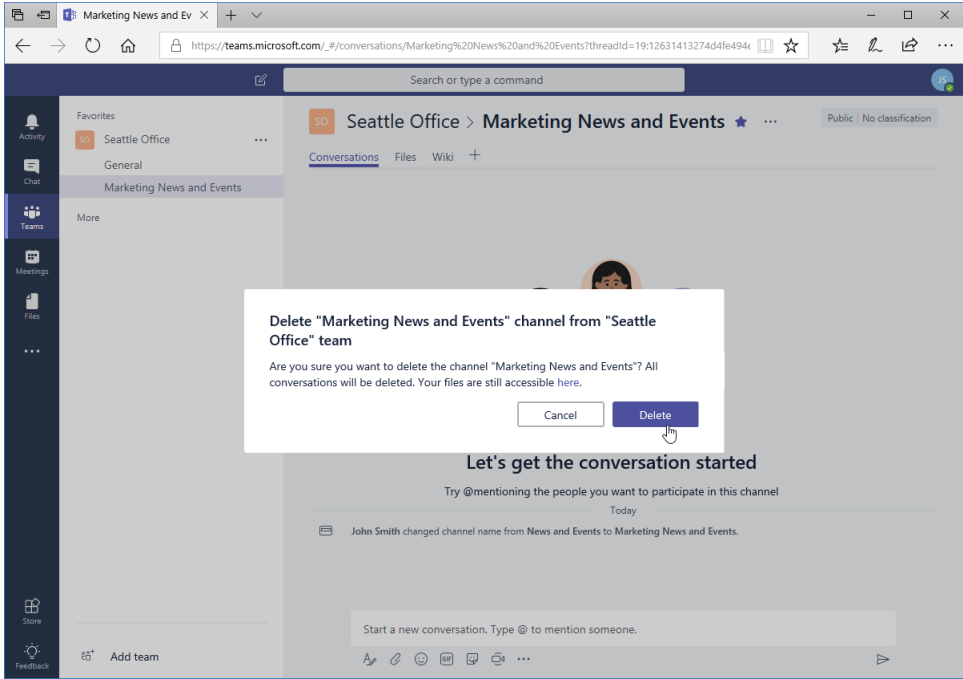 Marketing News and Ev
https://teams.microsoft.com/_#/conversations/Marketing%20News%20and%20Events?threadId=19:12631413274d4fe494e
Search or type a command
JS
Activity
Chat
Teams
Meetings
Files
Store
Feedback
Favorites
SO Seattle Office
General
Marketing News and Events
More
Add team
SO Seattle Office > Marketing News and Events
Public No classification
Conversations Files Wiki
Delete "Marketing News and Events" channel from "Seattle
Office" team
Are you sure you want to delete the channel "Marketing News and Events"? All
conversations will be deleted. Your files are still accessible here.
Cancel Delete
Let's get the conversation started
Try @mentioning the people you want to participate in this channel
Today
John Smith changed channel name from News and Events to Marketing News and Events.
Start a new conversation. Type @ to mention someone.
GIF